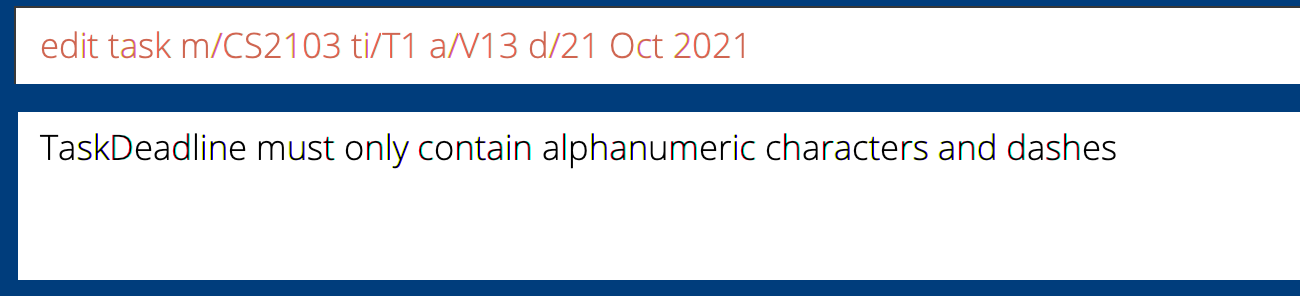 edit task m/CS2103 ti/T1 a/V13 d/21 Oct 2021
TaskDeadline must only contain alphanumeric characters and dashes